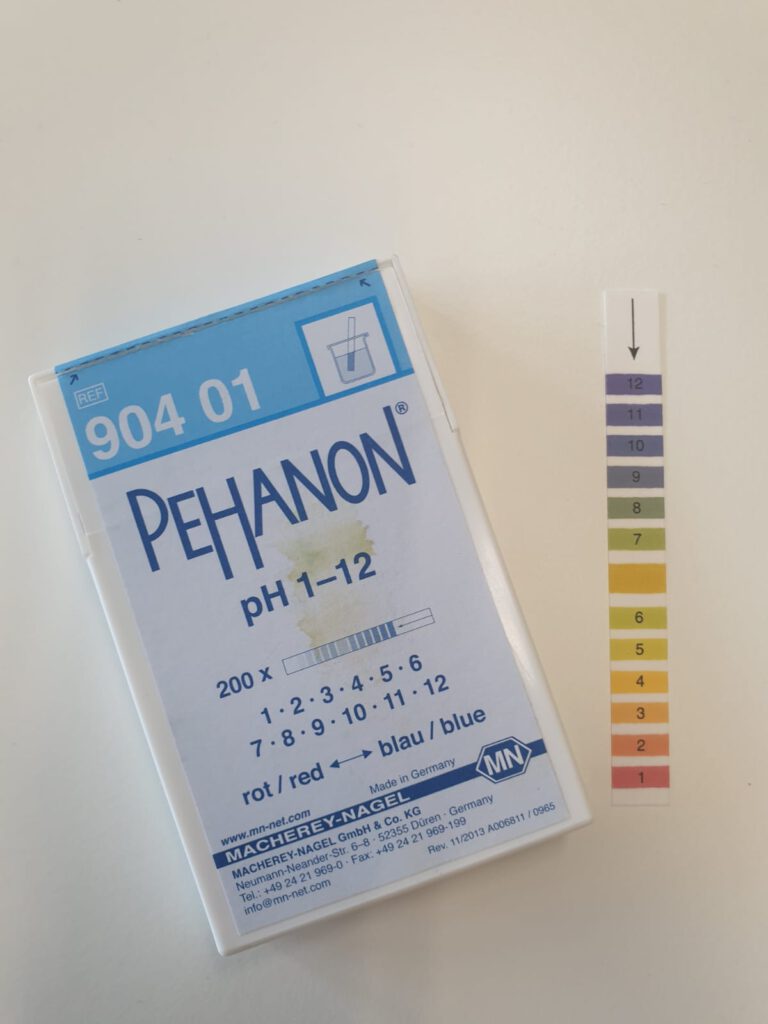 REF
904 01
PEHANON®
pH 1–12
200 x
1 · 2 · 3 · 4 · 5 · 6
7 · 8 · 9 · 10 · 11 · 12
rot / red ⟷ blau / blue
Made in Germany
MN
www.mn-net.com
MACHEREY-NAGEL
MACHEREY-NAGEL GmbH & Co. KG
Neumann-Neander-Str. 6–8 · 52355 Düren · Germany
Tel.: +49 24 21 969-0 · Fax: +49 24 21 969-199
info@mn-net.com
Rev. 11/2013 A006811 / 0965
12
11
10
9
8
7
6
5
4
3
2
1